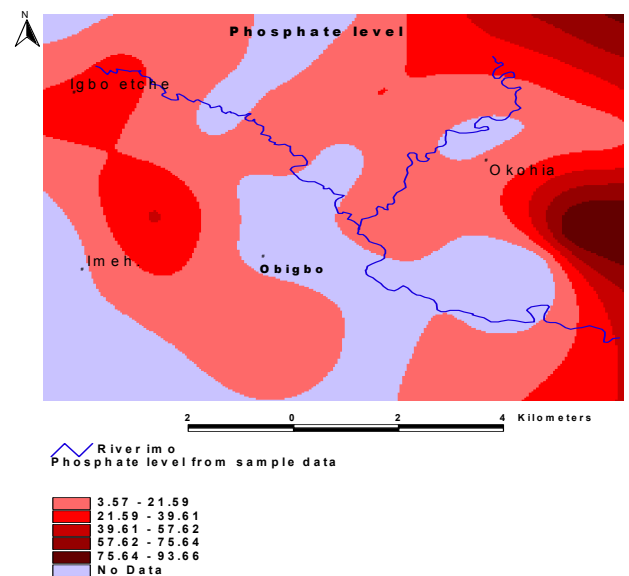 N
Phosphate level
Igbo etche
Okohia
Imeh.
Obigbo
2 0 2 4 Kilometers
River imo
Phosphate level from sample data
3.57 - 21.59
21.59 - 39.61
39.61 - 57.62
57.62 - 75.64
75.64 - 93.66
No Data